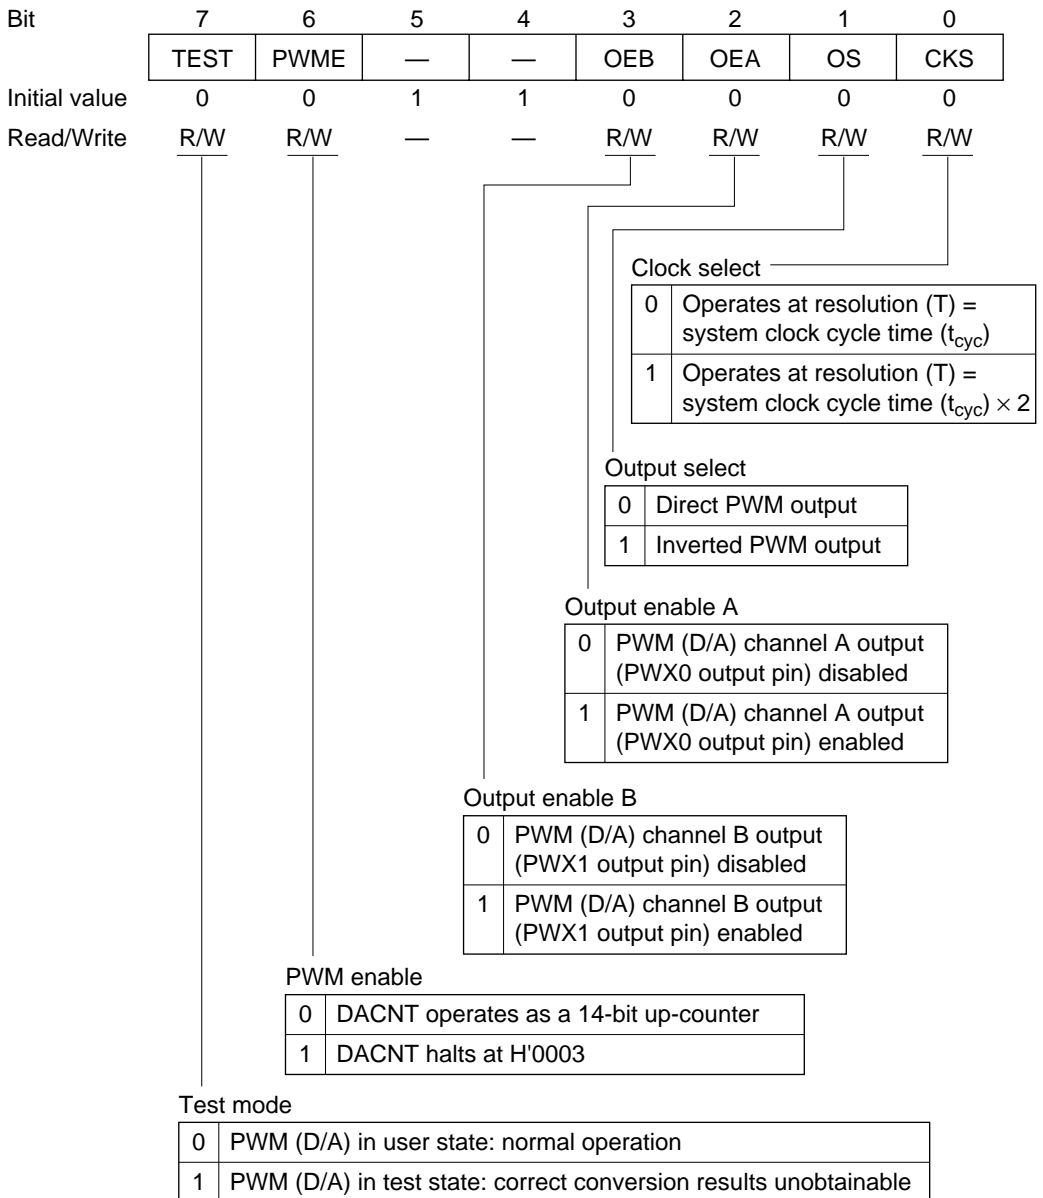 Bit 7 6 5 4 3 2 1 0
TEST PWME — — OEB OEA OS CKS
Initial value 0 0 1 1 0 0 0 0
Read/Write R/W R/W — — R/W R/W R/W R/W
Clock select
0 Operates at resolution (T) =
system clock cycle time (tcyc)
1 Operates at resolution (T) =
system clock cycle time (tcyc) × 2
Output select
0 Direct PWM output
1 Inverted PWM output
Output enable A
0 PWM (D/A) channel A output
(PWX0 output pin) disabled
1 PWM (D/A) channel A output
(PWX0 output pin) enabled
Output enable B
0 PWM (D/A) channel B output
(PWX1 output pin) disabled
1 PWM (D/A) channel B output
(PWX1 output pin) enabled
PWM enable
0 DACNT operates as a 14-bit up-counter
1 DACNT halts at H'0003
Test mode
0 PWM (D/A) in user state: normal operation
1 PWM (D/A) in test state: correct conversion results unobtainable